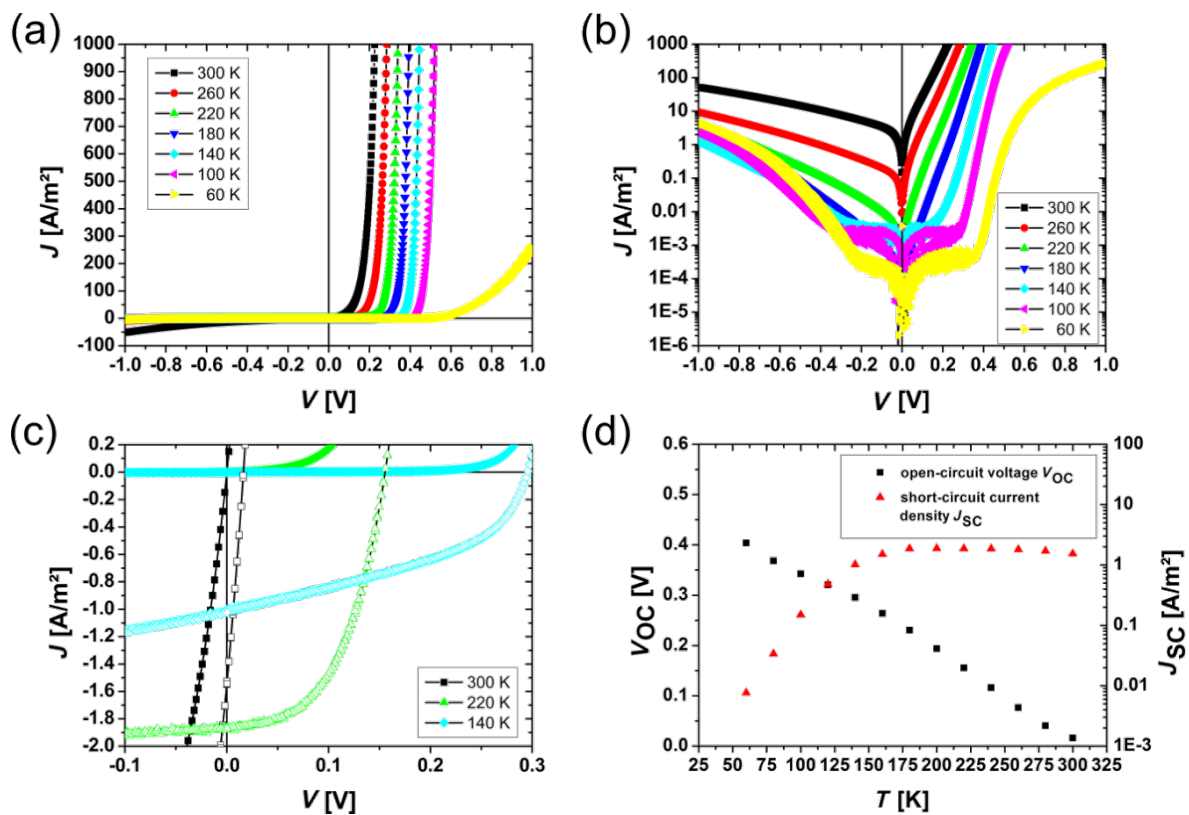 (a)
1000
900
800
700
600
500
400
300
200
100
0
-100
J [A/m²]
300 K
260 K
220 K
180 K
140 K
100 K
60 K
-1.0 -0.8 -0.6 -0.4 -0.2 0.0 0.2 0.4 0.6 0.8 1.0
V [V]
(b)
1000
100
10
1
0.1
0.01
1E-3
1E-4
1E-5
1E-6
J [A/m²]
300 K
260 K
220 K
180 K
140 K
100 K
60 K
-1.0 -0.8 -0.6 -0.4 -0.2 0.0 0.2 0.4 0.6 0.8 1.0
V [V]
(c)
0.2
0.0
-0.2
-0.4
-0.6
-0.8
-1.0
-1.2
-1.4
-1.6
-1.8
-2.0
J [A/m²]
300 K
220 K
140 K
-0.1 0.0 0.1 0.2 0.3
V [V]
(d)
0.6
0.5
0.4
0.3
0.2
0.1
0.0
VOC [V]
open-circuit voltage VOC
short-circuit current
density JSC
100
10
1
0.1
0.01
1E-3
JSC [A/m²]
50 75 100 125 150 175 200 225 250 275 300 325
T [K]